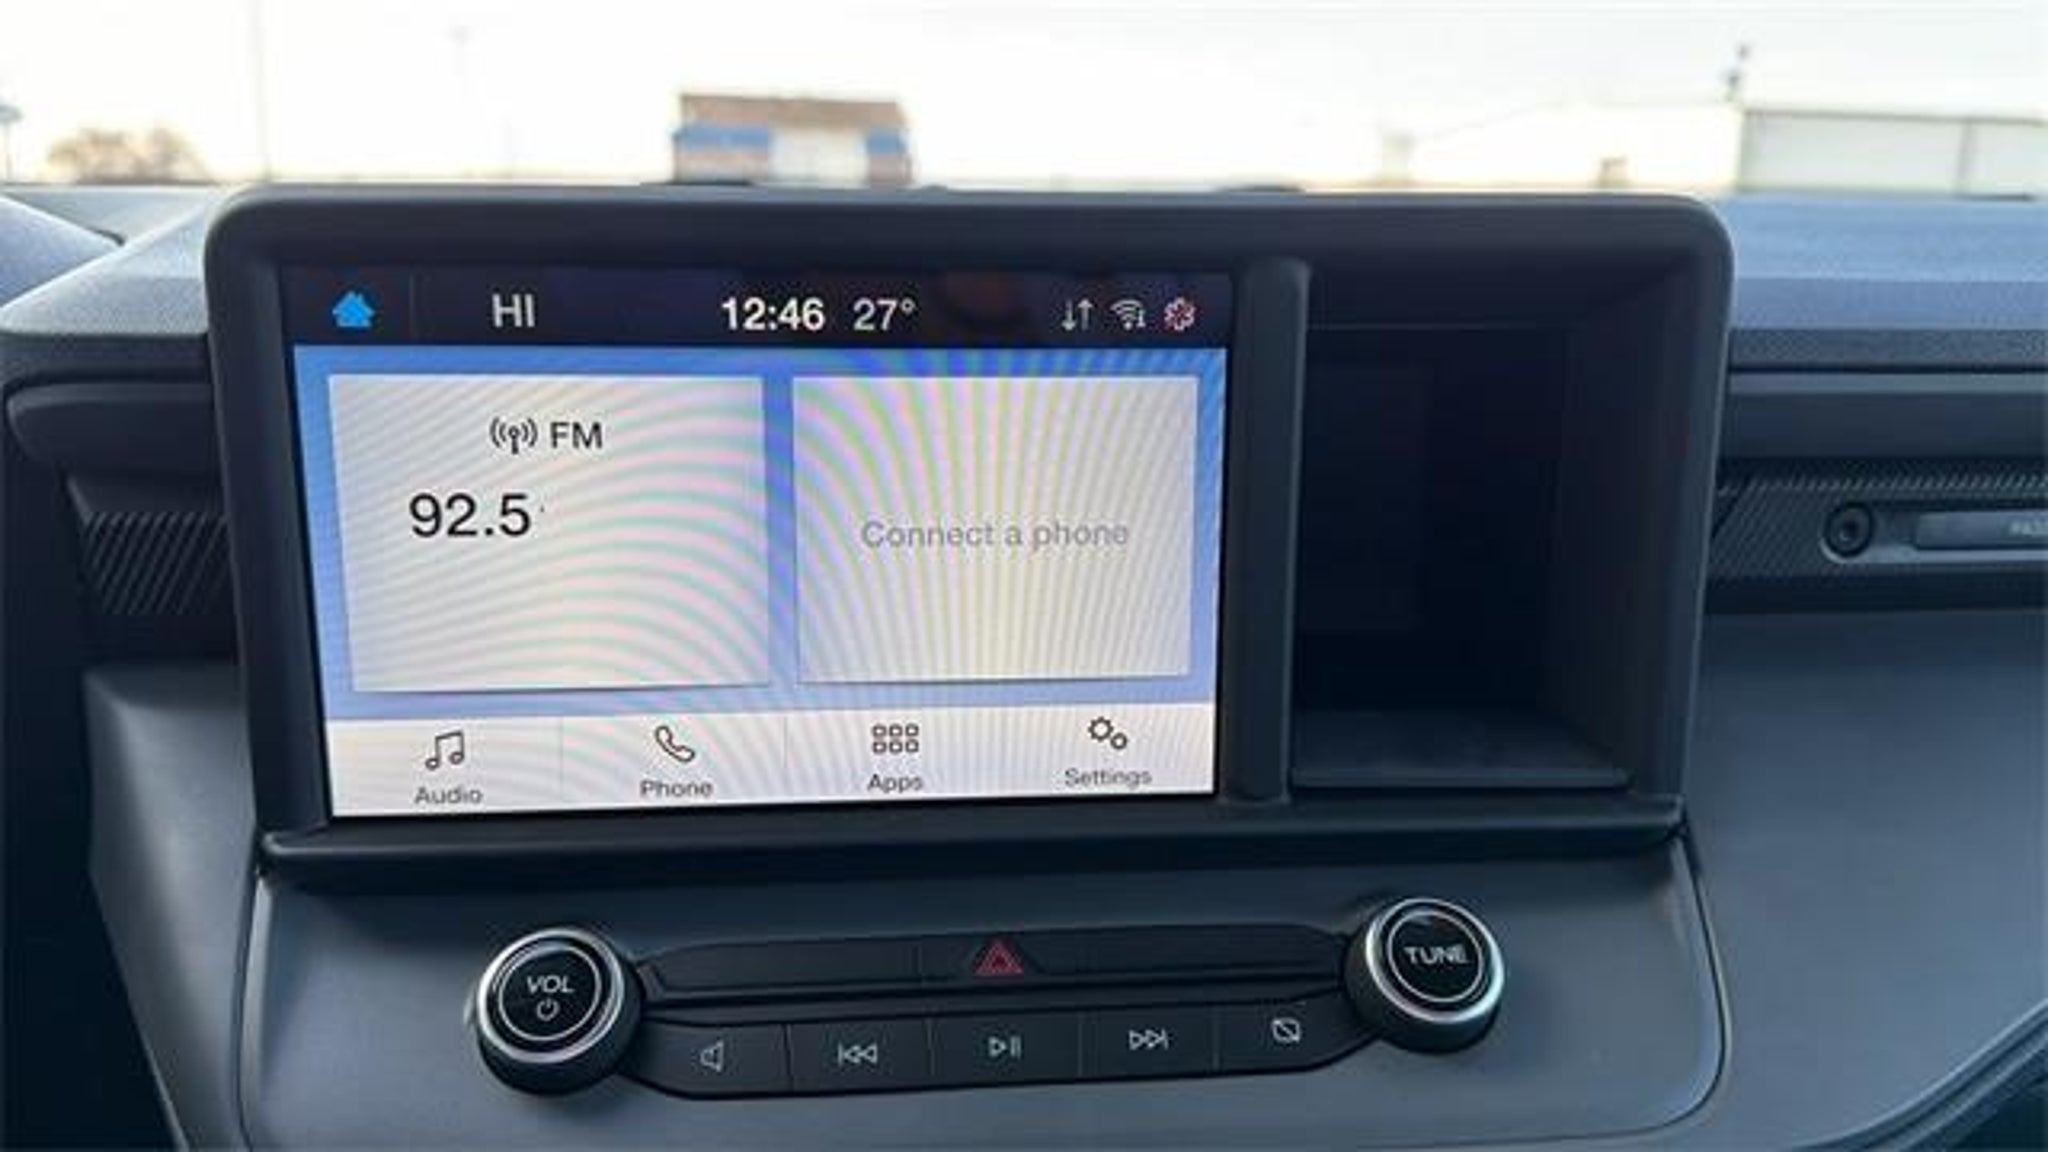 HI 12:46 27°
FM
92.5
Connect a phone
Audio Phone Apps Settings
VOL
TUNE